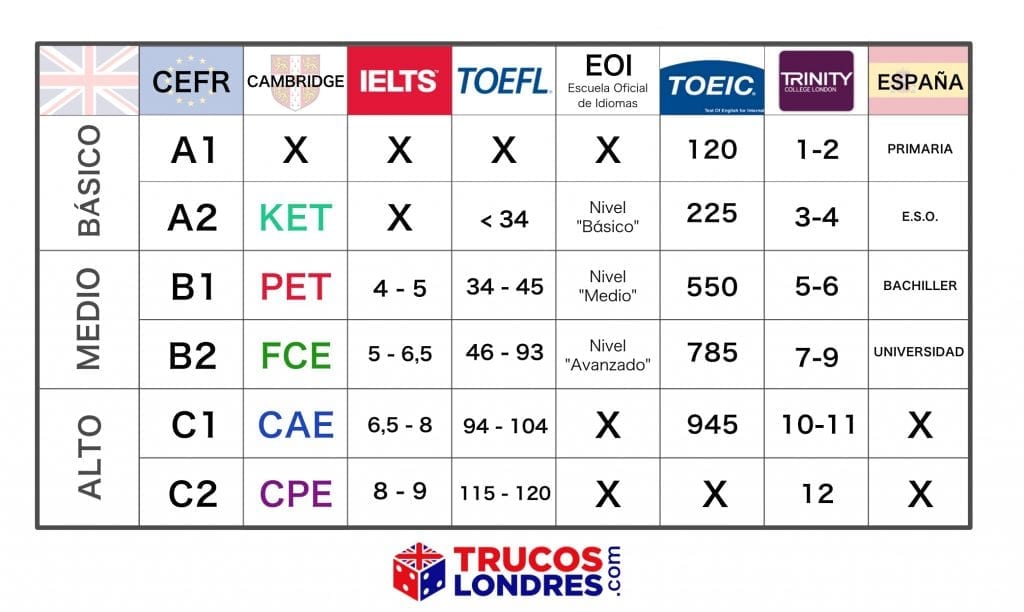 CEFR CAMBRIDGE IELTS TOEFL. EOI Escuela Oficial de Idiomas TOEIC. Test Of English for Internat TRINITY COLLEGE LONDON ESPAÑA
BÁSICO
A1 X X X X 120 1-2 PRIMARIA
A2 KET X < 34 Nivel "Básico" 225 3-4 E.S.O.
MEDIO
B1 PET 4 - 5 34 - 45 Nivel "Medio" 550 5-6 BACHILLER
B2 FCE 5 - 6,5 46 - 93 Nivel "Avanzado" 785 7-9 UNIVERSIDAD
ALTO
C1 CAE 6,5 - 8 94 - 104 X 945 10-11 X
C2 CPE 8 - 9 115 - 120 X X 12 X
TRUCOS
LONDRES.com